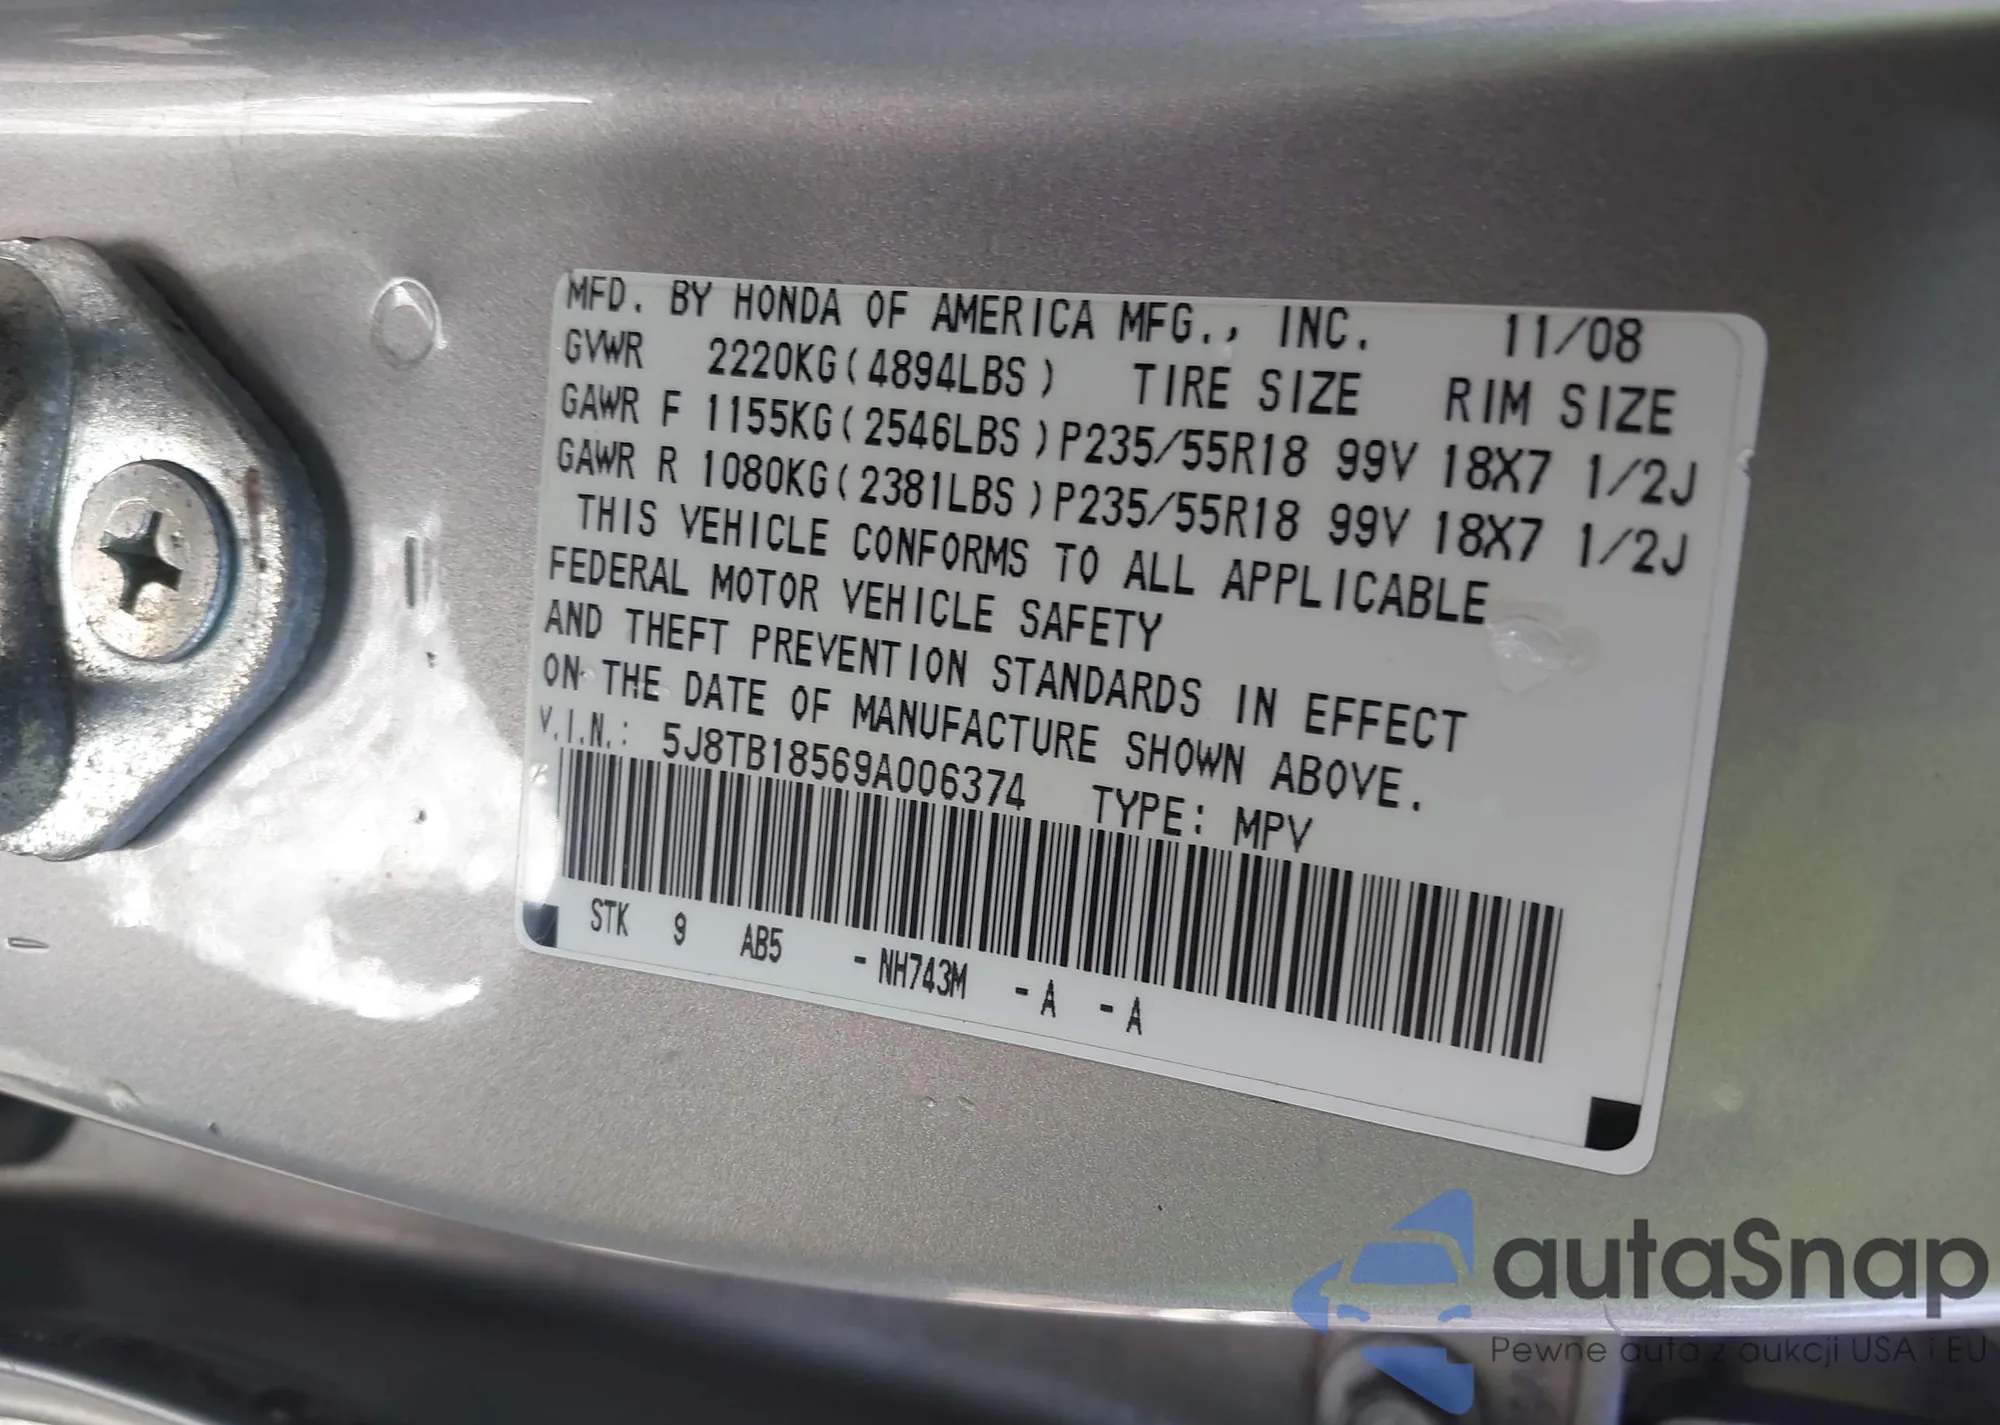 MFD. BY HONDA OF AMERICA MFG., INC. 11/08
GVWR 2220KG(4894LBS) TIRE SIZE RIM SIZE
GAWR F 1155KG(2546LBS)P235/55R18 99V 18X7 1/2J
GAWR R 1080KG(2381LBS)P235/55R18 99V 18X7 1/2J
THIS VEHICLE CONFORMS TO ALL APPLICABLE
FEDERAL MOTOR VEHICLE SAFETY
AND THEFT PREVENTION STANDARDS IN EFFECT
ON THE DATE OF MANUFACTURE SHOWN ABOVE.
V.I.N.: 5J8TB18569A006374 TYPE: MPV
STK 9 AB5 -NH743M -A -A
autaSnap
Pewne auta z aukcji USA i EU